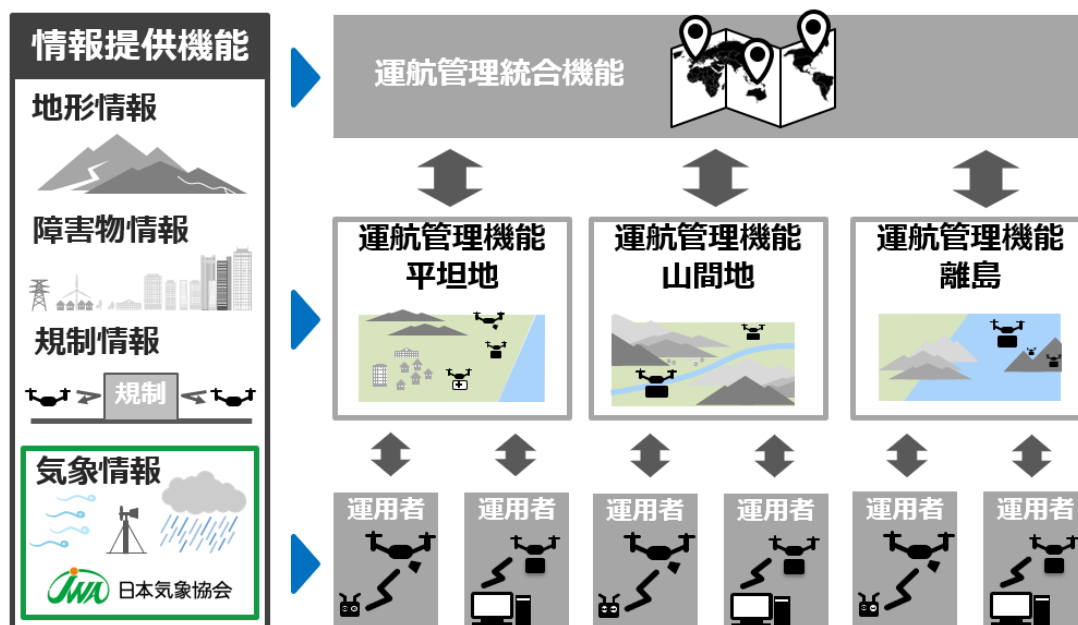 情報提供機能
地形情報
障害物情報
規制情報
規制
気象情報
JWA 日本気象協会
運航管理統合機能
運航管理機能
平坦地
運航管理機能
山間地
運航管理機能
離島
運用者
運用者
運用者
運用者
運用者
運用者